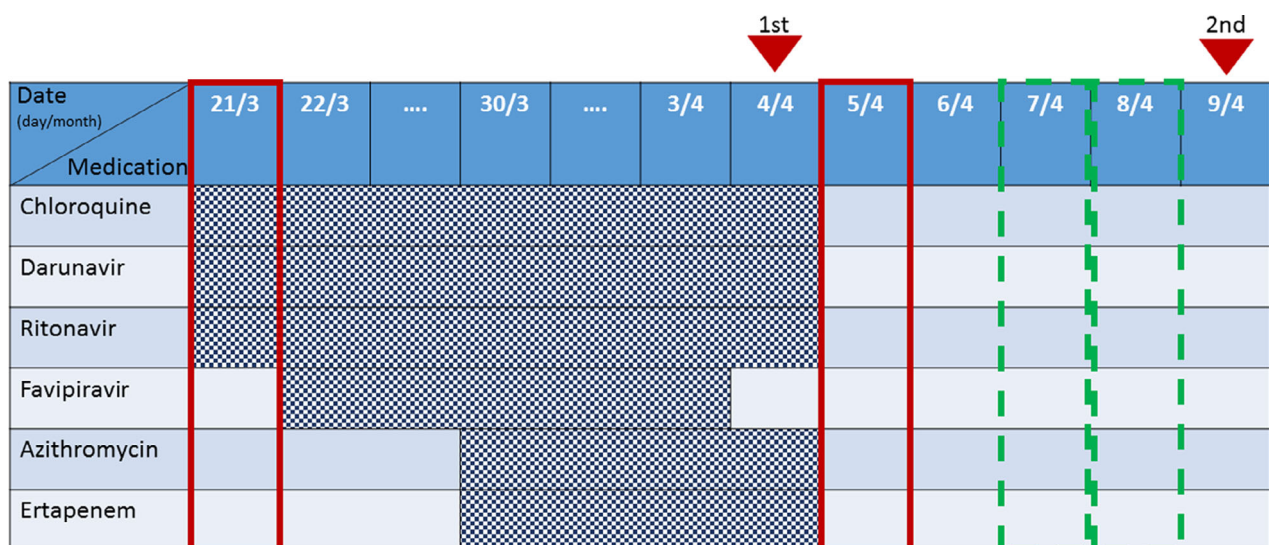 1st 2nd
Date 21/3 22/3 .... 30/3 .... 3/4 4/4 5/4 6/4 7/4 8/4 9/4
(day/month)
Medication
Chloroquine
Darunavir
Ritonavir
Favipiravir
Azithromycin
Ertapenem